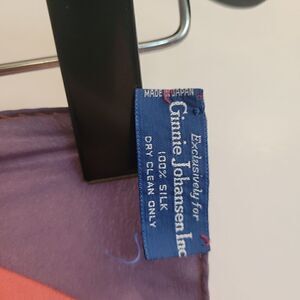 Exclusively for
Ginnie Johansen Inc
100% SILK
DRY CLEAN ONLY
MADE IN JAPAN